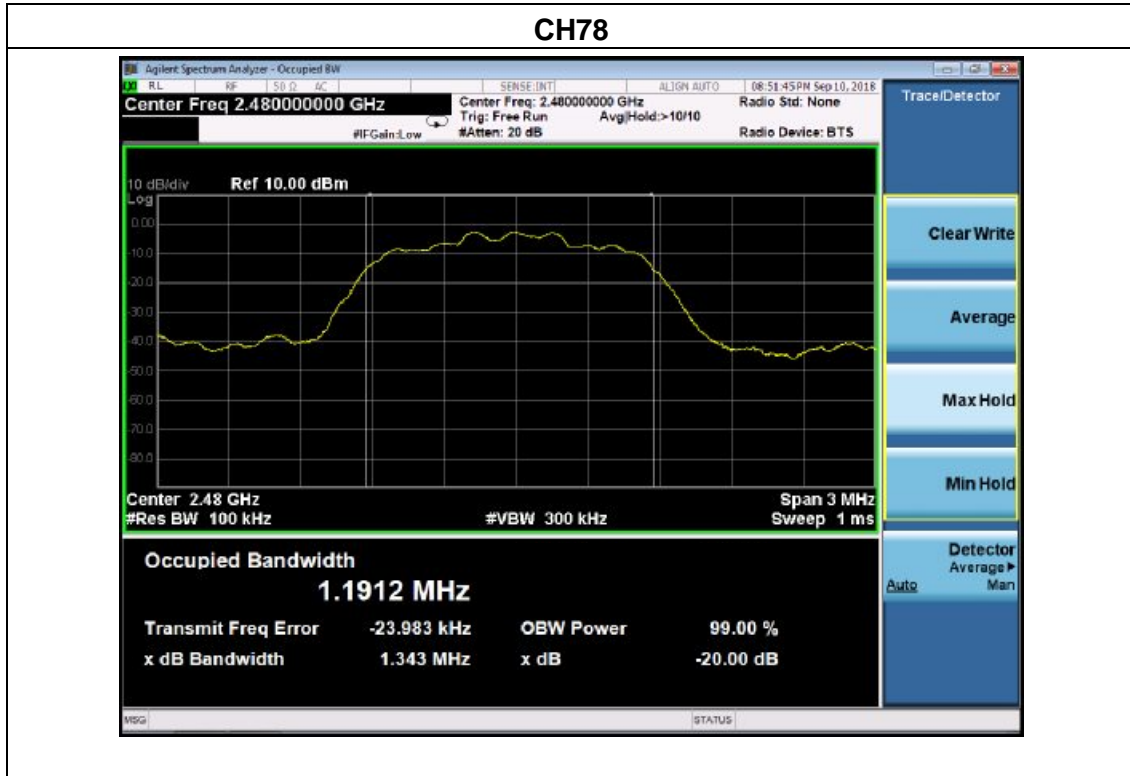 CH78
Agilent Spectrum Analyzer - Occupied BW
RL RF 50 Ω AC SENSE:INT ALIGN AUTO 08:51:45PM Sep 10, 2018
Center Freq 2.480000000 GHz
Center Freq: 2.480000000 GHz
Radio Std: None
Trig: Free Run Avg|Hold:>10/10
#IFGain:Low
#Atten: 20 dB
Radio Device: BTS
Trace/Detector
10 dB/div Ref 10.00 dBm
Log
0.00
-10.0
-20.0
-30.0
-40.0
-50.0
-60.0
-70.0
-80.0
Center 2.48 GHz Span 3 MHz
#Res BW 100 kHz #VBW 300 kHz Sweep 1 ms
Clear Write
Average
Max Hold
Min Hold
Detector
Average▶
Auto Man
Occupied Bandwidth
1.1912 MHz
Transmit Freq Error -23.983 kHz OBW Power 99.00 %
x dB Bandwidth 1.343 MHz x dB -20.00 dB
MSG STATUS